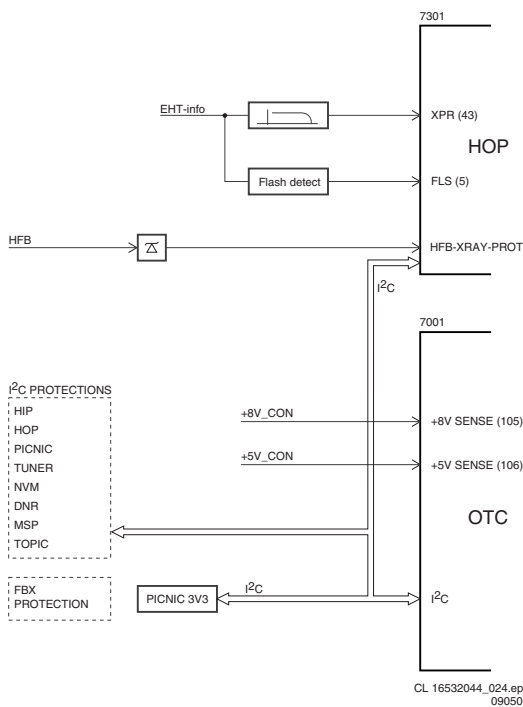 7301
EHT-info
XPR (43)
HOP
Flash detect
FLS (5)
HFB
HFB-XRAY-PROT
I²C
7001
I²C PROTECTIONS
HIP
HOP
PICNIC
TUNER
NVM
DNR
MSP
TOPIC
+8V_CON
+8V SENSE (105)
+5V_CON
+5V SENSE (106)
OTC
FBX
PROTECTION
PICNIC 3V3
I²C
I²C
CL 16532044_024.ep
09050